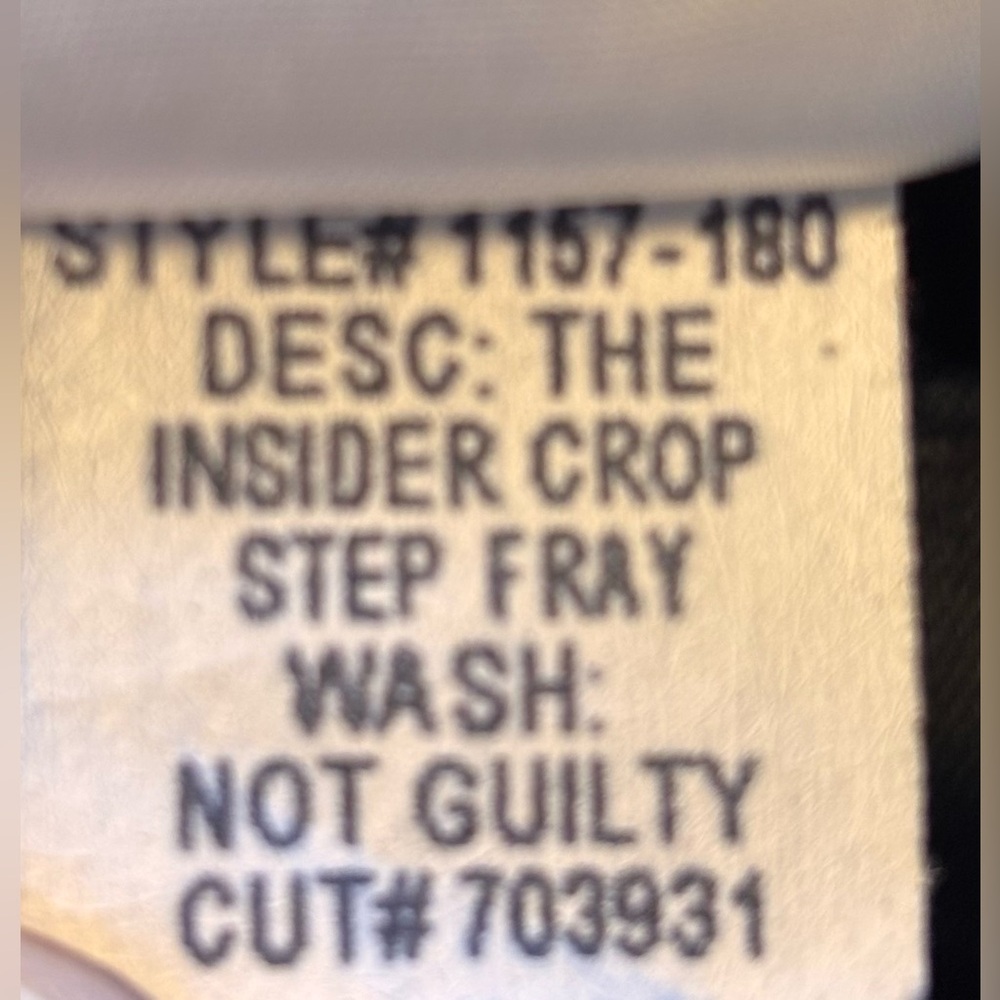 STYLE# 1157-180
DESC: THE
INSIDER CROP
STEP FRAY
WASH:
NOT GUILTY
CUT# 703931